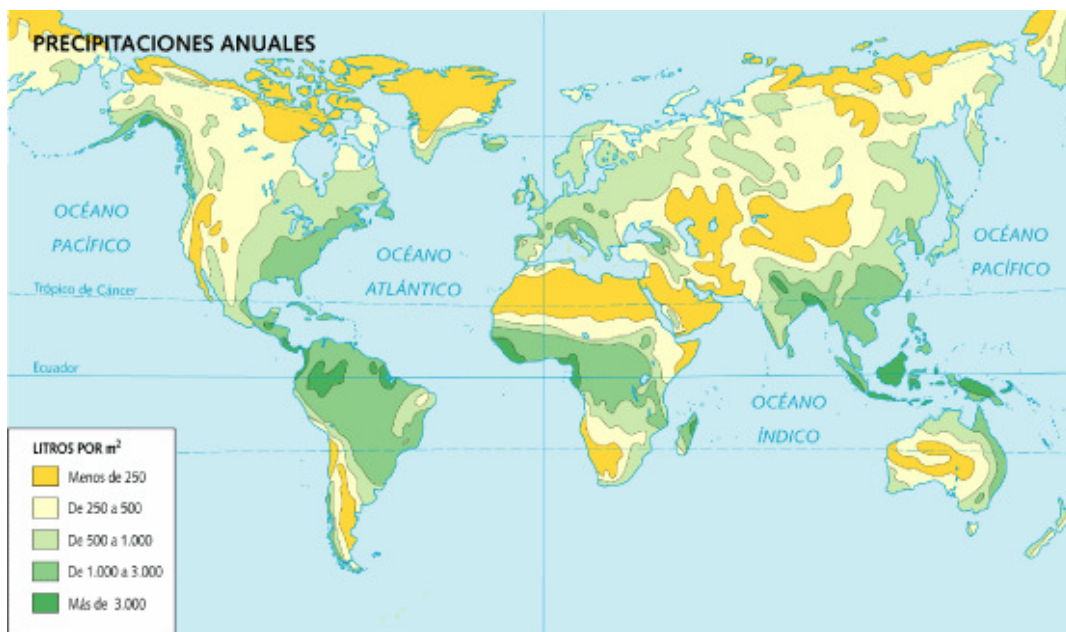 PRECIPITACIONES ANUALES
OCÉANO
PACÍFICO
OCÉANO
ATLÁNTICO
OCÉANO
PACÍFICO
Trópico de Cáncer
Ecuador
OCÉANO
ÍNDICO
LITROS POR m²
Menos de 250
De 250 a 500
De 500 a 1.000
De 1.000 a 3.000
Más de 3.000